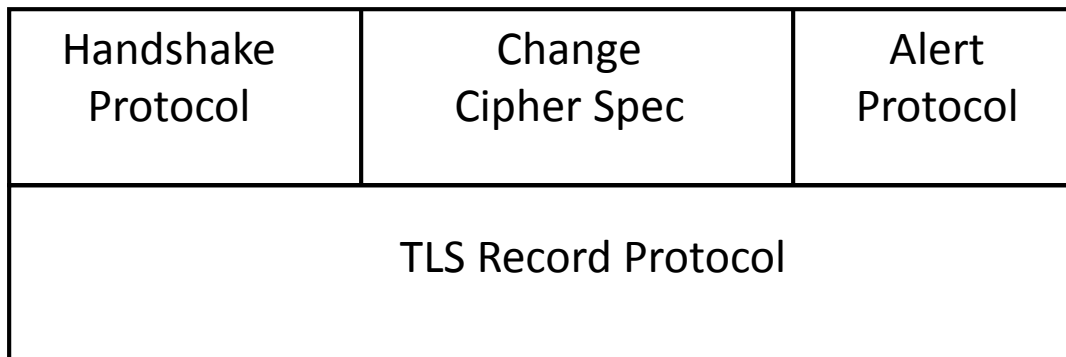 Handshake
Protocol
Change
Cipher Spec
Alert
Protocol
TLS Record Protocol